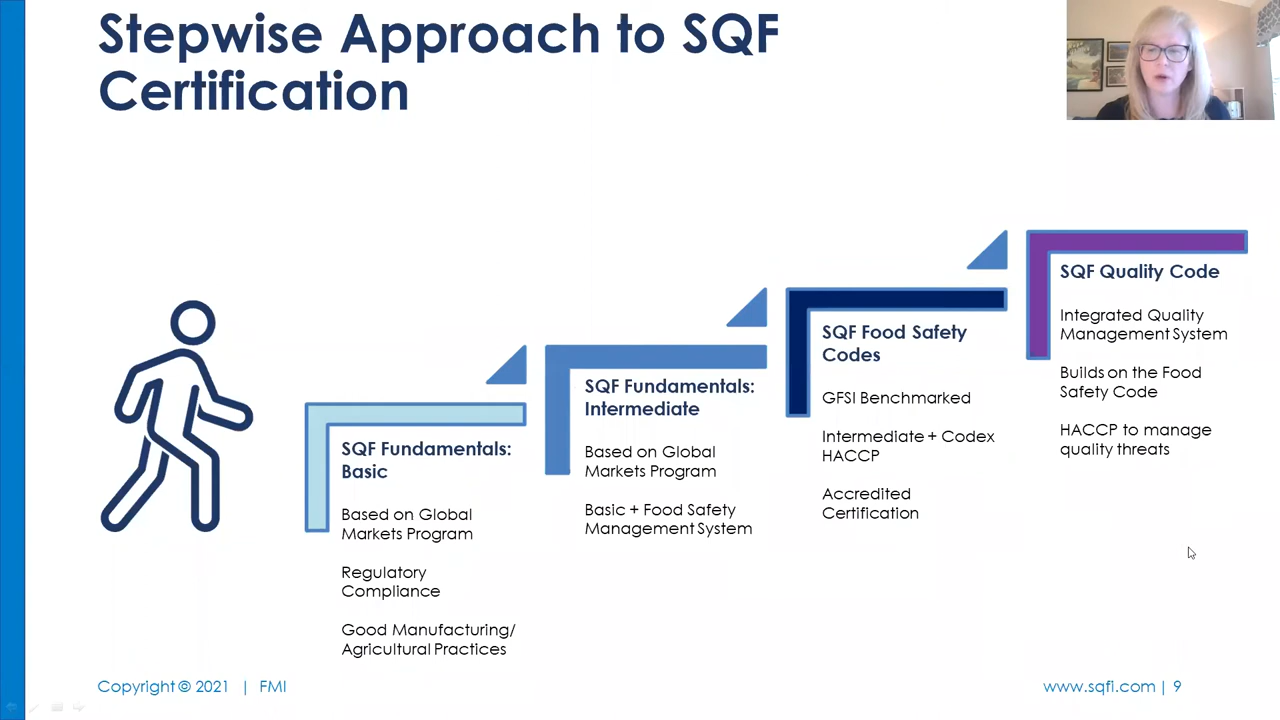 Stepwise Approach to SQF
Certification
SQF Fundamentals:
Basic
Based on Global
Markets Program
Regulatory
Compliance
Good Manufacturing/
Agricultural Practices
SQF Fundamentals:
Intermediate
Based on Global
Markets Program
Basic + Food Safety
Management System
SQF Food Safety
Codes
GFSI Benchmarked
Intermediate + Codex
HACCP
Accredited
Certification
SQF Quality Code
Integrated Quality
Management System
Builds on the Food
Safety Code
HACCP to manage
quality threats
Copyright © 2021 | FMI
www.sqfi.com | 9